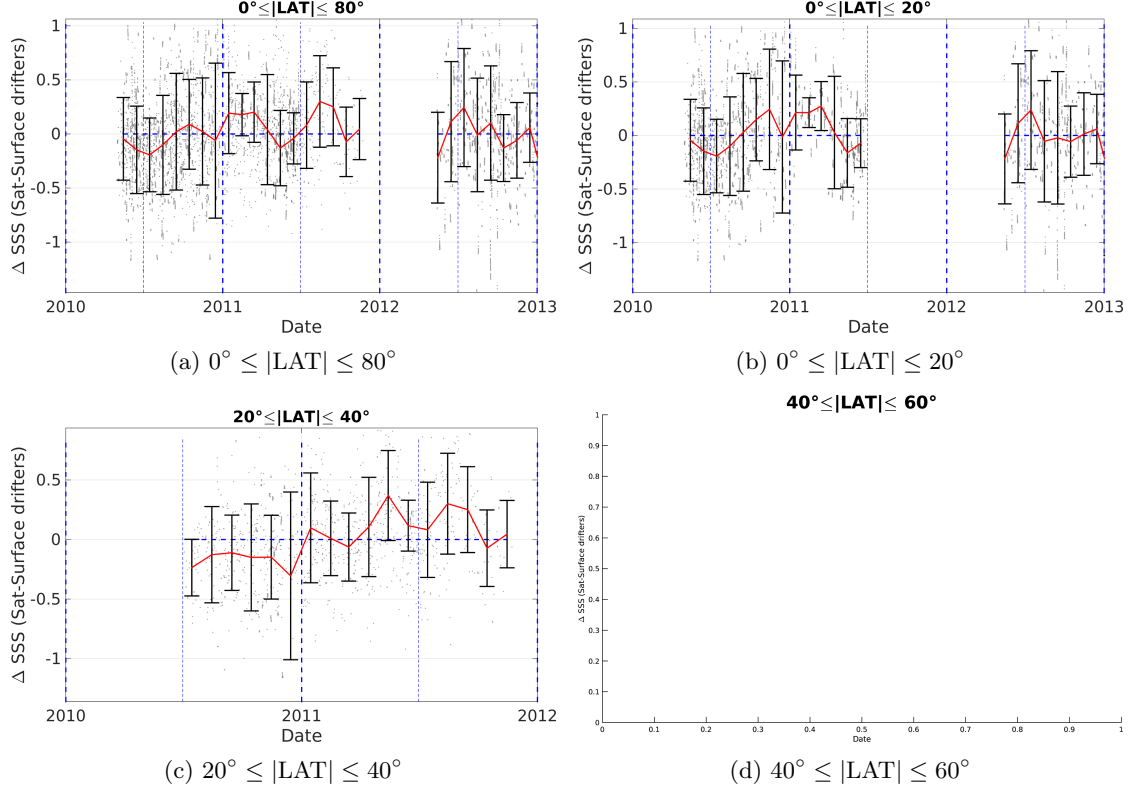 0°≤|LAT|≤ 80°
1
0.5
0
-0.5
-1
Δ SSS (Sat-Surface drifters)
2010 2011 2012 2013
Date
(a) 0° ≤ |LAT| ≤ 80°
0°≤|LAT|≤ 20°
1
0.5
0
-0.5
-1
Δ SSS (Sat-Surface drifters)
2010 2011 2012 2013
Date
(b) 0° ≤ |LAT| ≤ 20°
20°≤|LAT|≤ 40°
0.5
0
-0.5
-1
Δ SSS (Sat-Surface drifters)
2010 2011 2012
Date
(c) 20° ≤ |LAT| ≤ 40°
40°≤|LAT|≤ 60°
1
0.9
0.8
0.7
0.6
0.5
0.4
0.3
0.2
0.1
0
Δ SSS (Sat-Surface drifters)
0 0.1 0.2 0.3 0.4 0.5 0.6 0.7 0.8 0.9 1
Date
(d) 40° ≤ |LAT| ≤ 60°